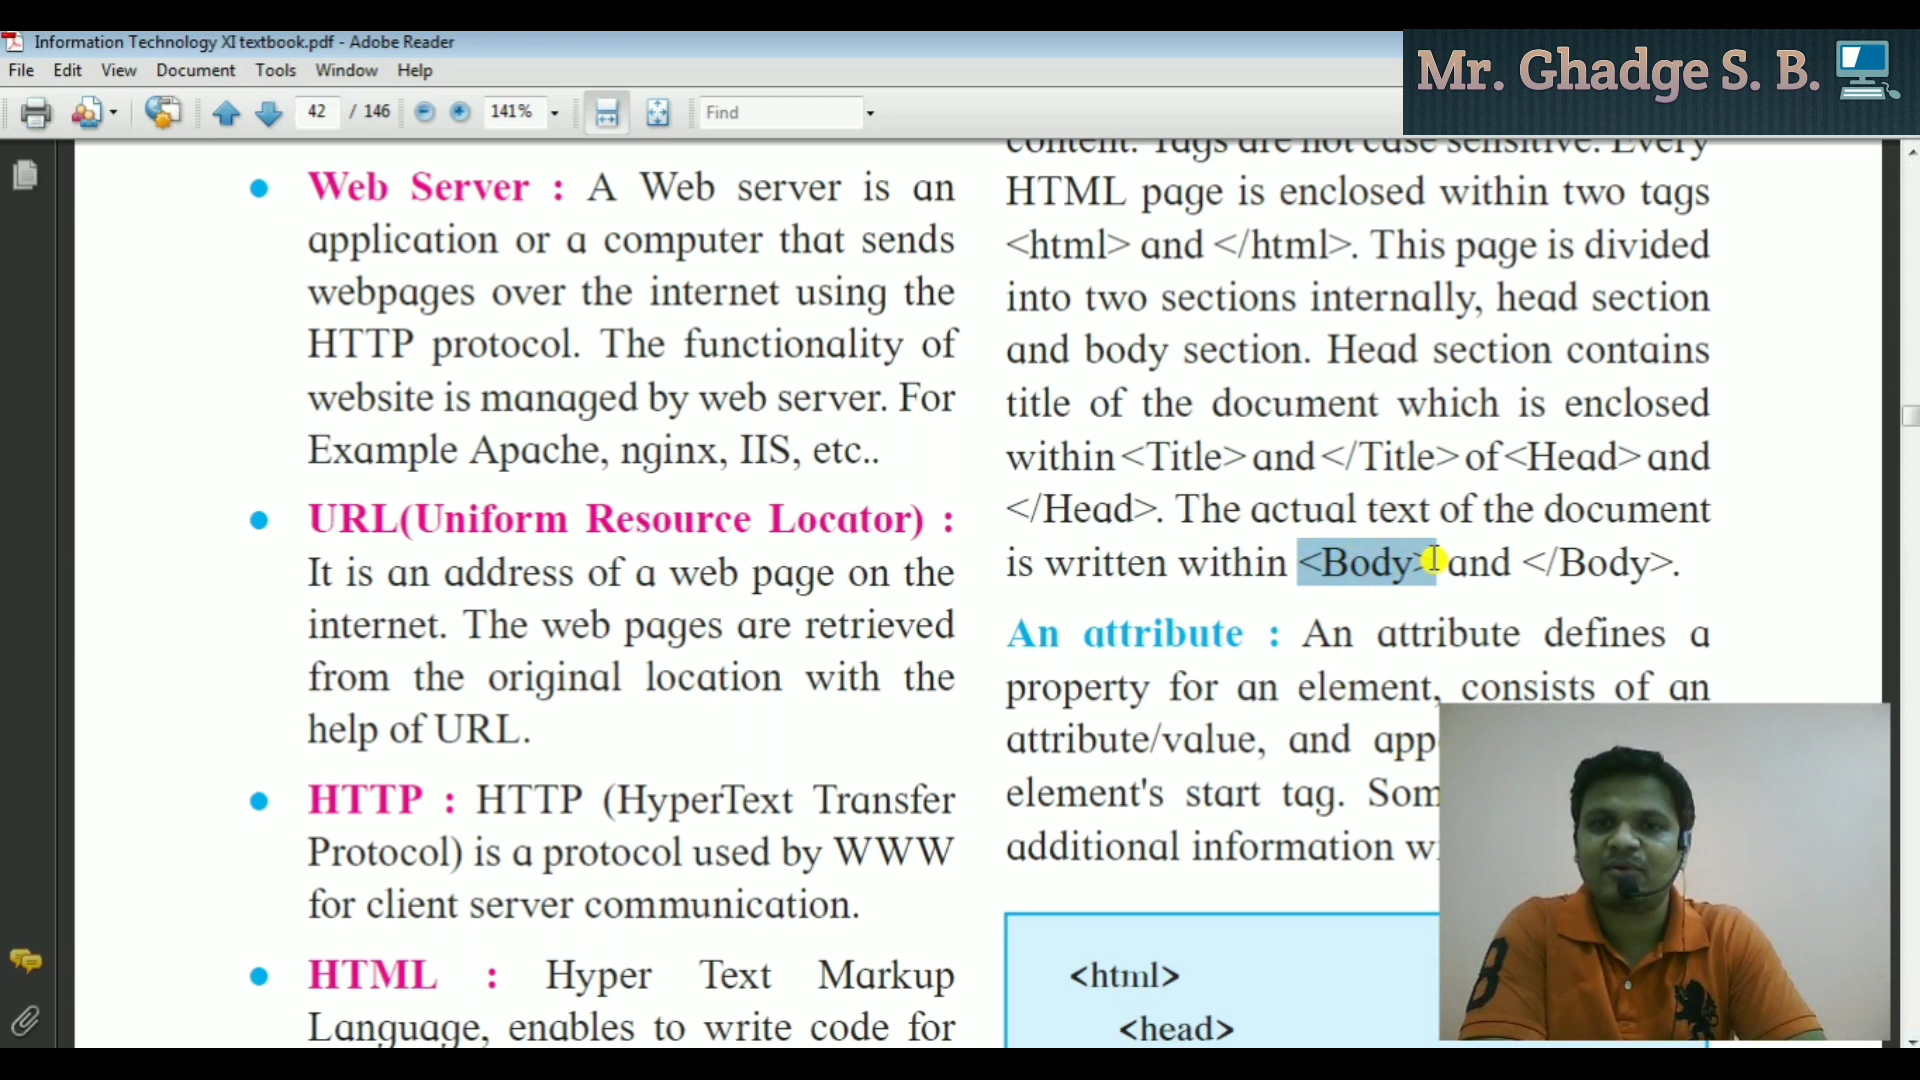 Information Technology XI textbook.pdf - Adobe Reader
File Edit View Document Tools Window Help
Mr. Ghadge S. B.
42 / 146 141% Find
Web Server : A Web server is an
application or a computer that sends
webpages over the internet using the
HTTP protocol. The functionality of
website is managed by web server. For
Example Apache, nginx, IIS, etc..
URL(Uniform Resource Locator) :
It is an address of a web page on the
internet. The web pages are retrieved
from the original location with the
help of URL.
HTTP : HTTP (HyperText Transfer
Protocol) is a protocol used by WWW
for client server communication.
HTML : Hyper Text Markup
Language, enables to write code for
content. Tags are not case sensitive. Every
HTML page is enclosed within two tags
<html> and </html>. This page is divided
into two sections internally, head section
and body section. Head section contains
title of the document which is enclosed
within <Title> and </Title> of <Head> and
</Head>. The actual text of the document
is written within <Body> and </Body>.
An attribute : An attribute defines a
property for an element, consists of an
attribute/value, and app
element's start tag. Som
additional information w
<html>
<head>